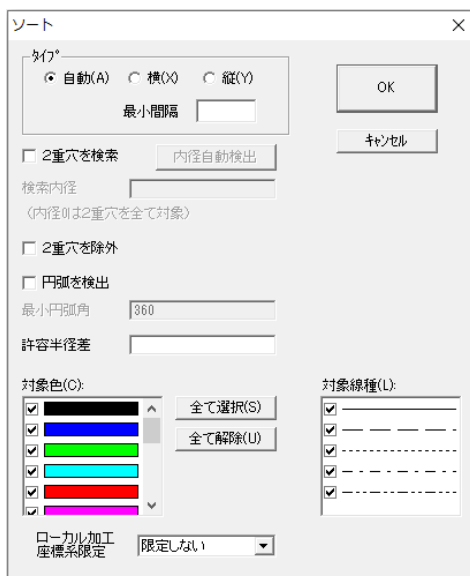 ソート
タイプ
自動(A) 横(X) 縦(Y)
最小間隔
OK
キャンセル
2重穴を検索 内径自動検出
検索内径
(内径0は2重穴を全て対象)
2重穴を除外
円弧を検出
最小円弧角 360
許容半径差
対象色(C):
全て選択(S)
全て解除(U)
対象線種(L):
ローカル加工
座標系限定
限定しない